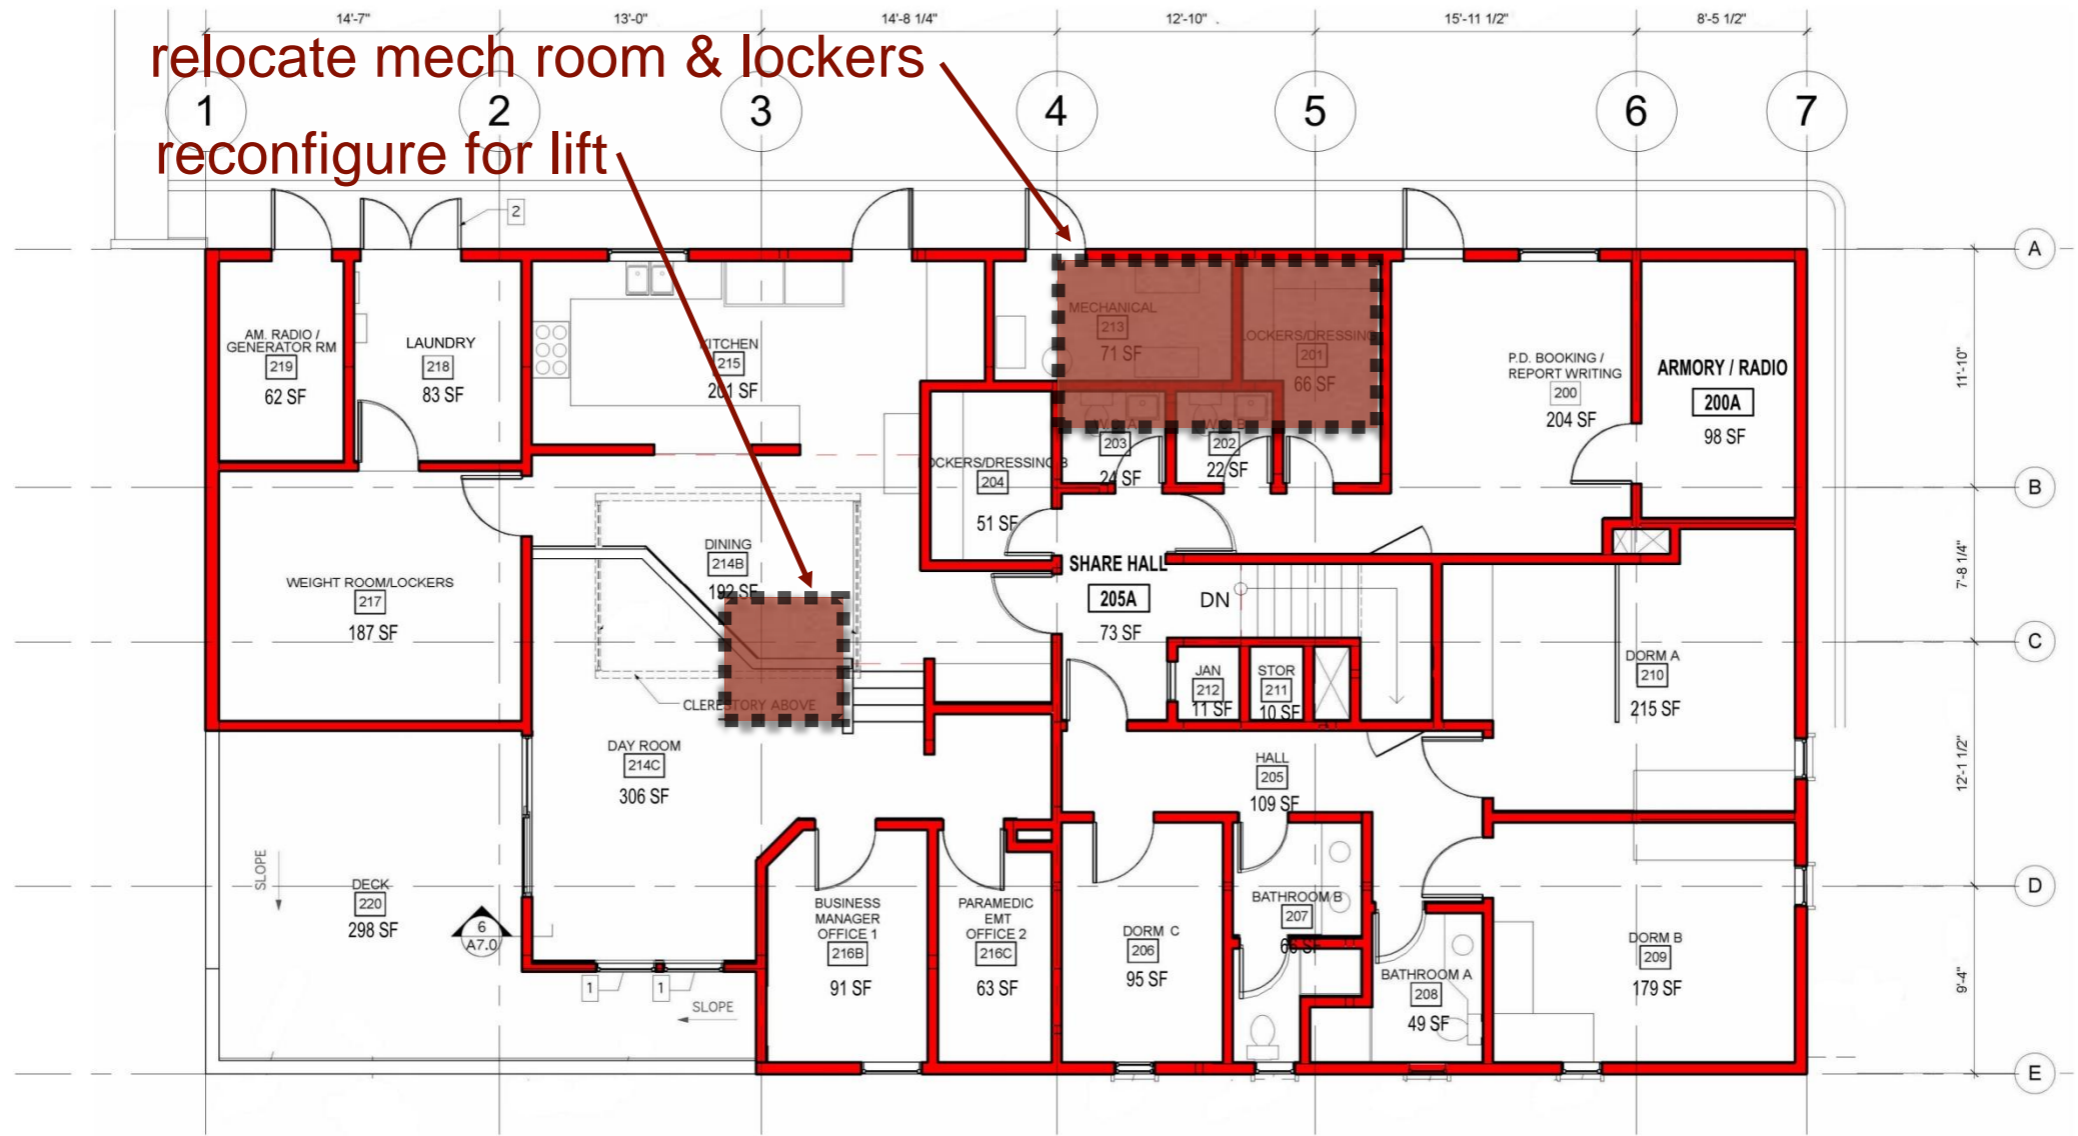 14'-7" 13'-0" 14'-8 1/4" 12'-10" 15'-11 1/2" 8'-5 1/2"
relocate mech room & lockers
1 2 3 4 5 6 7
reconfigure for lift
2
A
AM. RADIO /
GENERATOR RM
219
62 SF
LAUNDRY
218
83 SF
KITCHEN
215
201 SF
MECHANICAL
213
71 SF
LOCKERS/DRESSING
201
66 SF
P.D. BOOKING /
REPORT WRITING
200
204 SF
ARMORY / RADIO
200A
98 SF
11'-10"
203
24 SF
202
22 SF
LOCKERS/DRESSING B
204
51 SF
B
DINING
214B
192 SF
WEIGHT ROOM/LOCKERS
217
187 SF
SHARE HALL
205A
73 SF
DN
7'-8 1/4"
C
JAN
212
11 SF
STOR
211
10 SF
DORM A
210
215 SF
CLERESTORY ABOVE
DAY ROOM
214C
306 SF
HALL
205
109 SF
12'-1 1/2"
SLOPE
DECK
220
298 SF
6
A7.0
BUSINESS
MANAGER
OFFICE 1
216B
91 SF
PARAMEDIC
EMT
OFFICE 2
216C
63 SF
DORM C
206
95 SF
BATHROOM B
207
66 SF
BATHROOM A
208
49 SF
DORM B
209
179 SF
D
9'-4"
1 1
SLOPE
E